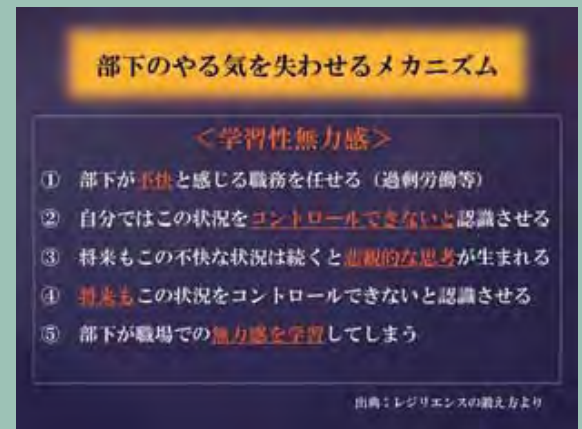 部下のやる気を失わせるメカニズム
＜学習性無力感＞
① 部下が不快と感じる職務を任せる（過剰労働等）
② 自分ではこの状況をコントロールできないと認識させる
③ 将来もこの不快な状況は続くと悲観的な思考が生まれる
④ 将来もこの状況をコントロールできないと認識させる
⑤ 部下が職場での無力感を学習してしまう
出典：レジリエンスの鍛え方より